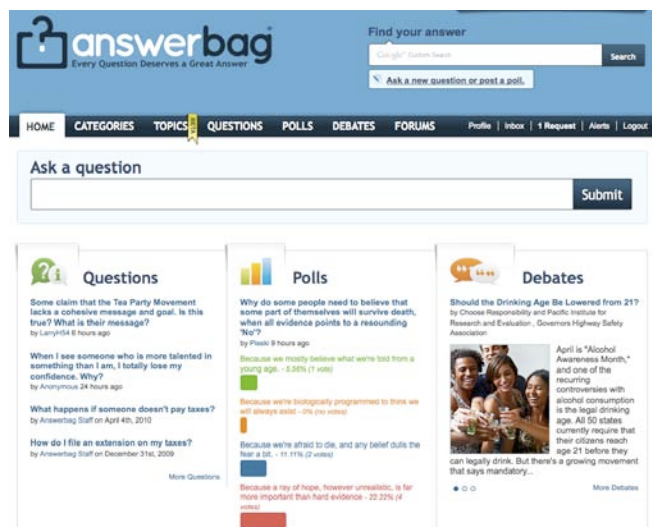 answerbag
Every Question Deserves a Great Answer
Find your answer
Google™ Custom Search
Search
Ask a new question or post a poll.
HOME CATEGORIES TOPICS BETA QUESTIONS POLLS DEBATES FORUMS Profile | Inbox | 1 Request | Alerts | Logout
Ask a question
Submit
Questions
Some claim that the Tea Party Movement
lacks a cohesive message and goal. Is this
true? What is their message?
by LarryH54 6 hours ago
When I see someone who is more talented in
something than I am, I totally lose my
confidence. Why?
by Anonymous 24 hours ago
What happens if someone doesn't pay taxes?
by Answerbag Staff on April 4th, 2010
How do I file an extension on my taxes?
by Answerbag Staff on December 31st, 2009
More Questions
Polls
Why do some people need to believe that
some part of themselves will survive death,
when all evidence points to a resounding
'No'?
by Plaski 9 hours ago
Because we mostly believe what we're told from a
young age. - 5.56% (1 vote)
Because we're biologically programmed to think we
will always exist - 0% (no votes)
Because we're afraid to die, and any belief dulls the
fear a bit. - 11.11% (2 votes)
Because a ray of hope, however unrealistic, is far
more important than hard evidence - 22.22% (4
votes)
Debates
Should the Drinking Age Be Lowered from 21?
by Choose Responsibility and Pacific Institute for
Research and Evaluation , Governors Highway Safety
Association
April is "Alcohol
Awareness Month,"
and one of the
recurring
controversies with
alcohol consumption
is the legal drinking
age. All 50 states
currently require that
their citizens reach
age 21 before they
can legally drink. But there's a growing movement
that says mandatory...
More Debates